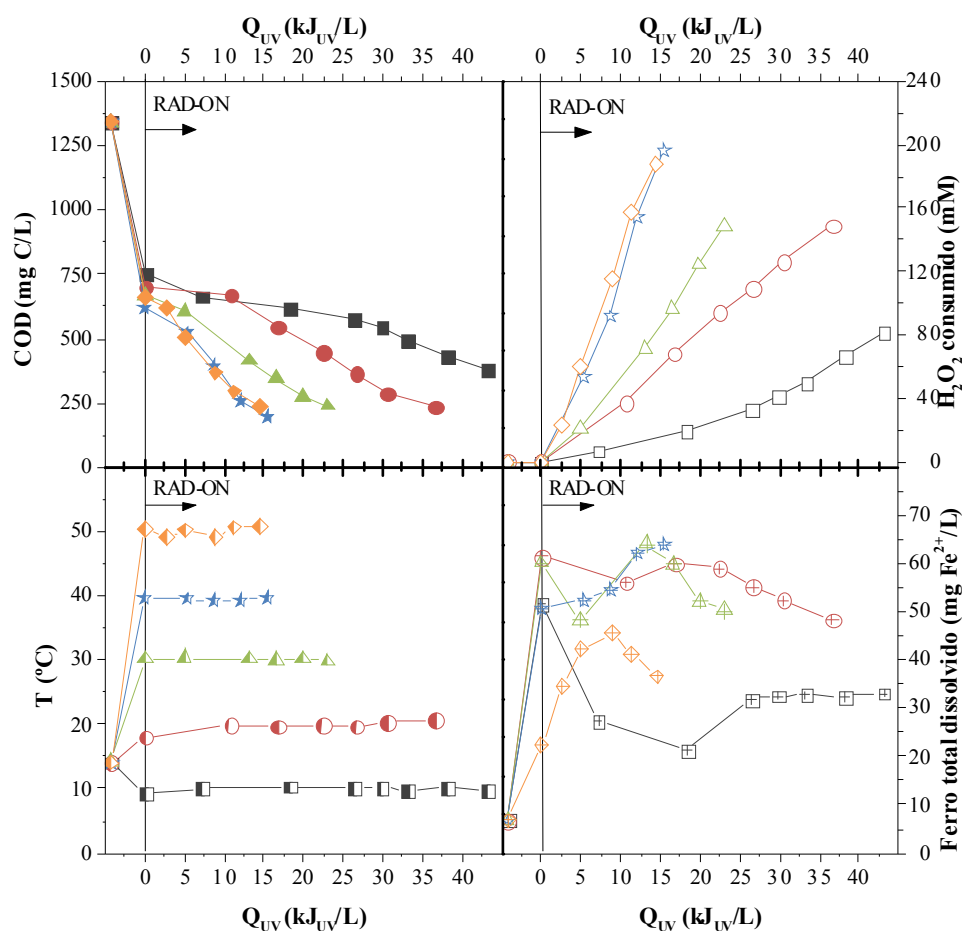 Q_UV (kJ_UV/L)
Q_UV (kJ_UV/L)
0 5 10 15 20 25 30 35 40
0 5 10 15 20 25 30 35 40
1500
1250
1000
750
500
250
0
COD (mg C/L)
RAD-ON
RAD-ON
240
200
160
120
80
40
0
H₂O₂ consumido (mM)
50
40
30
20
10
0
T (ºC)
RAD-ON
RAD-ON
70
60
50
40
30
20
10
0
Ferro total dissolvido (mg Fe²⁺/L)
0 5 10 15 20 25 30 35 40
0 5 10 15 20 25 30 35 40
Q_UV (kJ_UV/L)
Q_UV (kJ_UV/L)